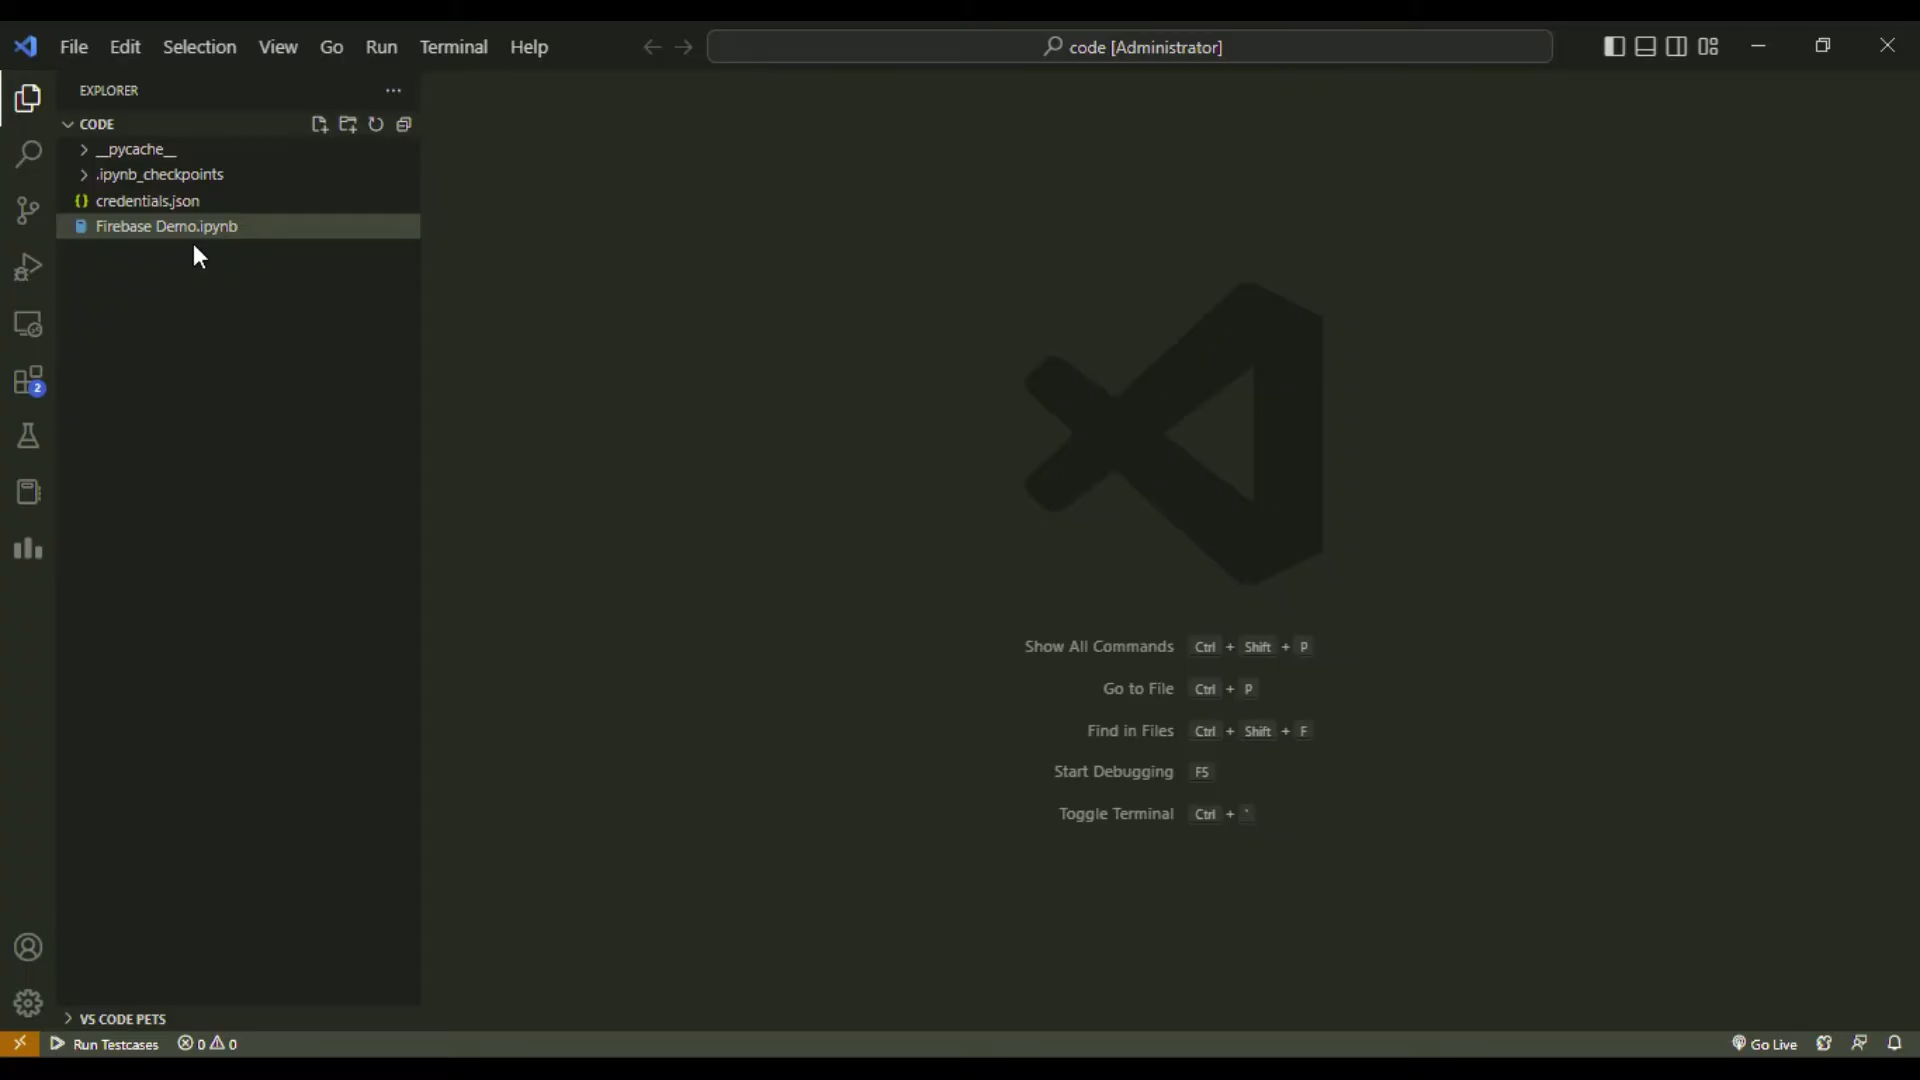 File Edit Selection View Go Run Terminal Help
code [Administrator]
EXPLORER
CODE
__pycache__
.ipynb_checkpoints
{} credentials.json
Firebase Demo.ipynb
2
Show All Commands Ctrl + Shift + P
Go to File Ctrl + P
Find in Files Ctrl + Shift + F
Start Debugging F5
Toggle Terminal Ctrl + `
VS CODE PETS
Run Testcases 0 0
Go Live